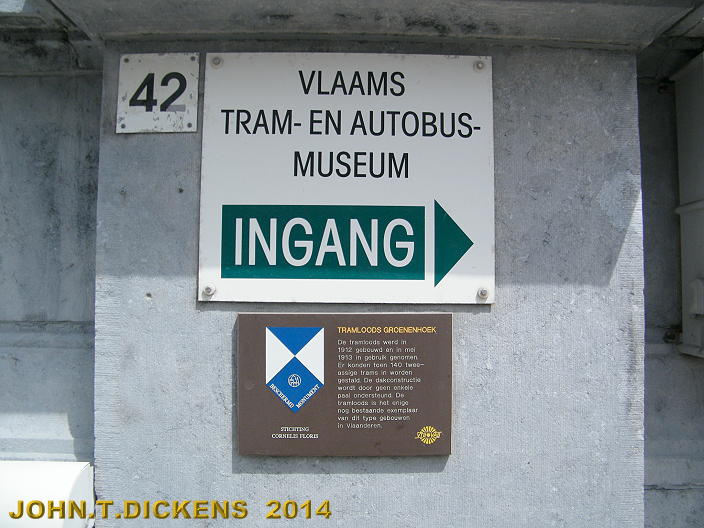 42
VLAAMS
TRAM- EN AUTOBUS-
MUSEUM
INGANG
TRAMLOODS GROENENHOEK
De tramloods werd in
1912 gebouwd en in mei
1913 in gebruik genomen.
Er konden toen 140 twee-
assige trams in worden
gestald. De dakconstructie
wordt door geen enkele
paal ondersteund. De
tramloods is het enige
nog bestaande exemplaar
van dit type gebouwen
in Vlaanderen.
BESCHERMD MONUMENT
STICHTING
CORNELIS FLORIS
JOHN.T.DICKENS 2014